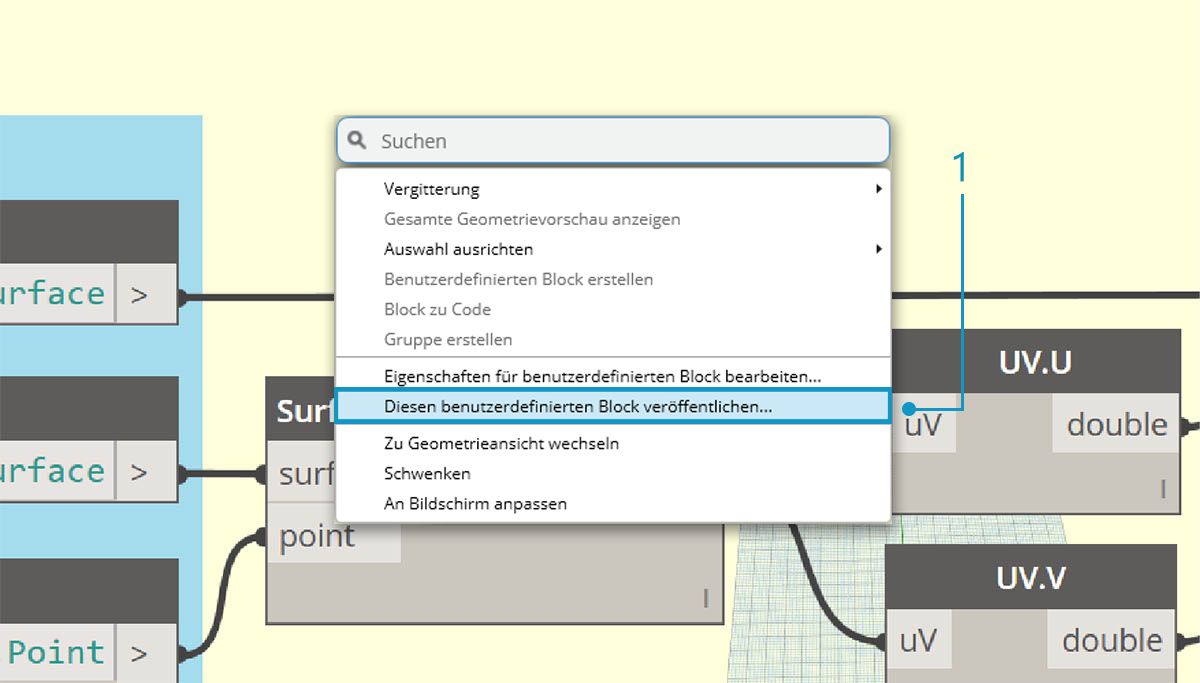 Suchen
1
Vergitterung
Gesamte Geometrievorschau anzeigen
Auswahl ausrichten
Benutzerdefinierten Block erstellen
Block zu Code
Gruppe erstellen
Eigenschaften für benutzerdefinierten Block bearbeiten...
Diesen benutzerdefinierten Block veröffentlichen...
Zu Geometrieansicht wechseln
Schwenken
An Bildschirm anpassen
urface >
urface >
Point >
Surf
surf
point
UV.U
uV double
UV.V
uV double